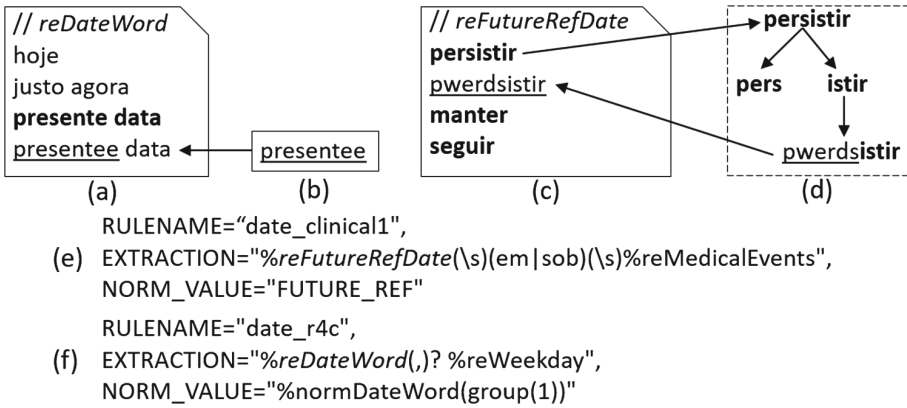 // reDateWord
hoje
justo agora
presente data
presentee data
(a)
presentee
(b)
// reFutureRefDate
persistir
pwerdsistir
manter
seguir
(c)
persistir
pers istir
pwerdsistir
(d)
RULENAME=“date_clinical1",
(e) EXTRACTION="%reFutureRefDate(\s)(em|sob)(\s)%reMedicalEvents",
NORM_VALUE="FUTURE_REF"
RULENAME="date_r4c",
(f) EXTRACTION="%reDateWord(,)? %reWeekday",
NORM_VALUE="%normDateWord(group(1))"